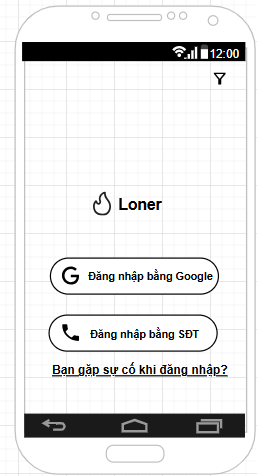 12:00
Loner
Đăng nhập bằng Google
Đăng nhập bằng SĐT
Bạn gặp sự cố khi đăng nhập?